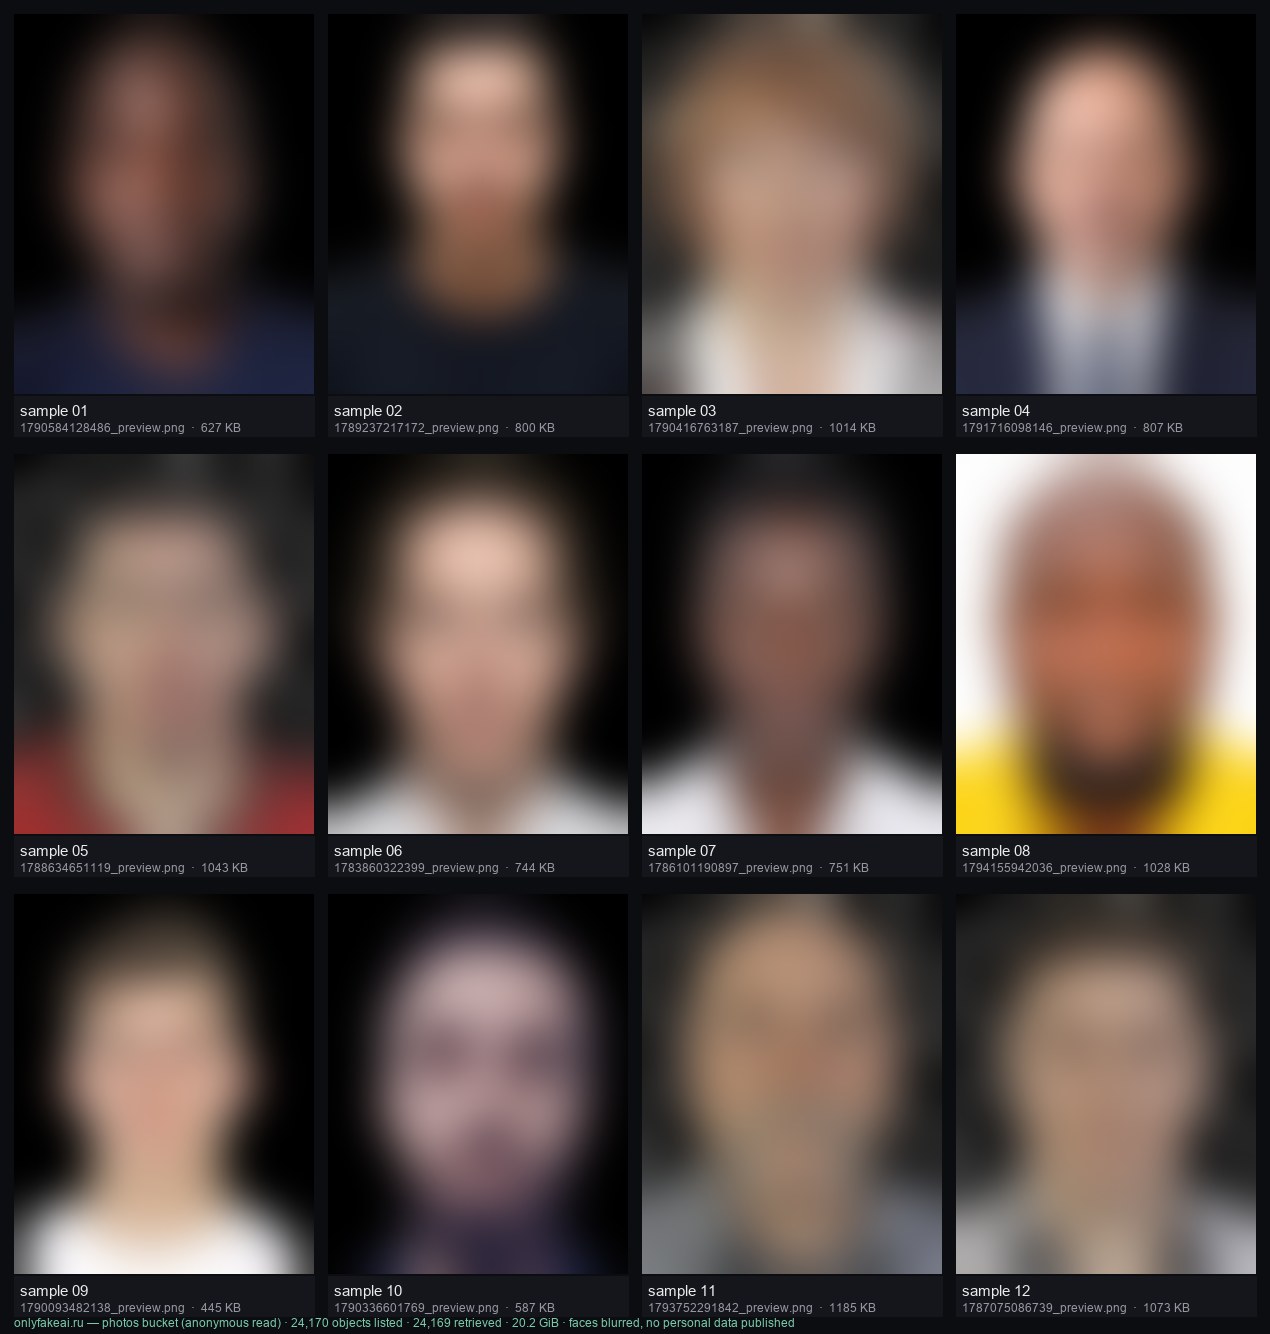 sample 01
1790584128486_preview.png · 627 KB
sample 02
1789237217172_preview.png · 800 KB
sample 03
1790416763187_preview.png · 1014 KB
sample 04
1791716098146_preview.png · 807 KB
sample 05
1788634651119_preview.png · 1043 KB
sample 06
1783860322399_preview.png · 744 KB
sample 07
1786101190897_preview.png · 751 KB
sample 08
1794155942036_preview.png · 1028 KB
sample 09
1790093482138_preview.png · 445 KB
sample 10
1790336601769_preview.png · 587 KB
sample 11
1793752291842_preview.png · 1185 KB
sample 12
1787075086739_preview.png · 1073 KB
onlyfakeai.ru — photos bucket (anonymous read) · 24,170 objects listed · 24,169 retrieved · 20.2 GiB · faces blurred, no personal data published